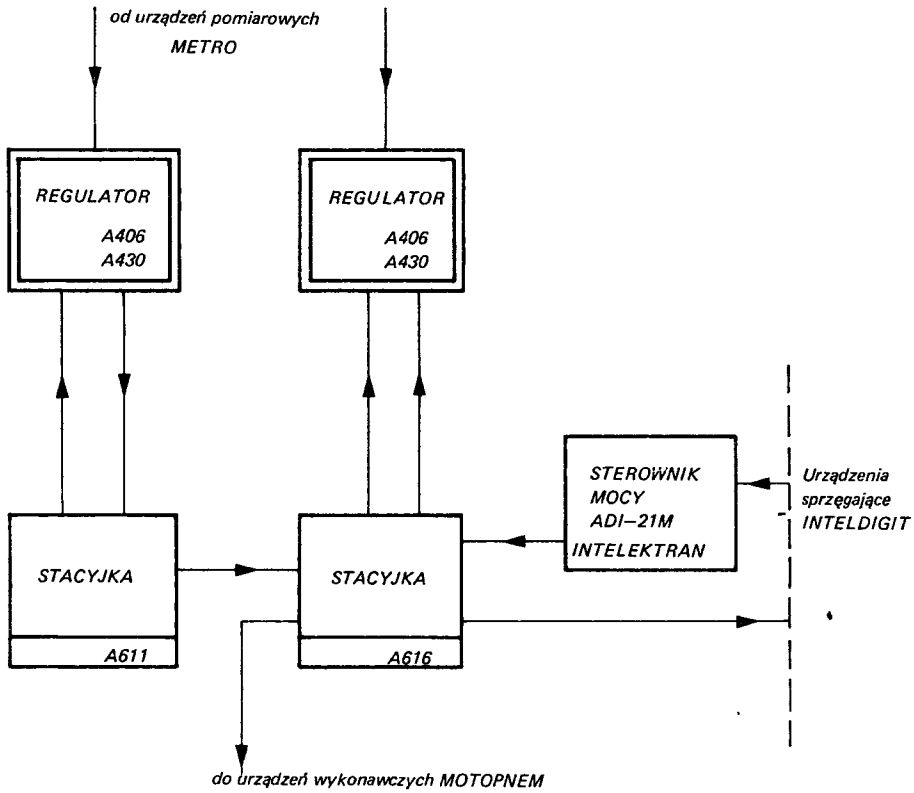 od urządzeń pomiarowych
METRO
REGULATOR
A406
A430
REGULATOR
A406
A430
STEROWNIK
MOCY
ADI-21M
INTELEKTRAN
Urządzenia
sprzęgające
INTELDIGIT
STACYJKA
A611
STACYJKA
A616
do urządzeń wykonawczych MOTOPNEM